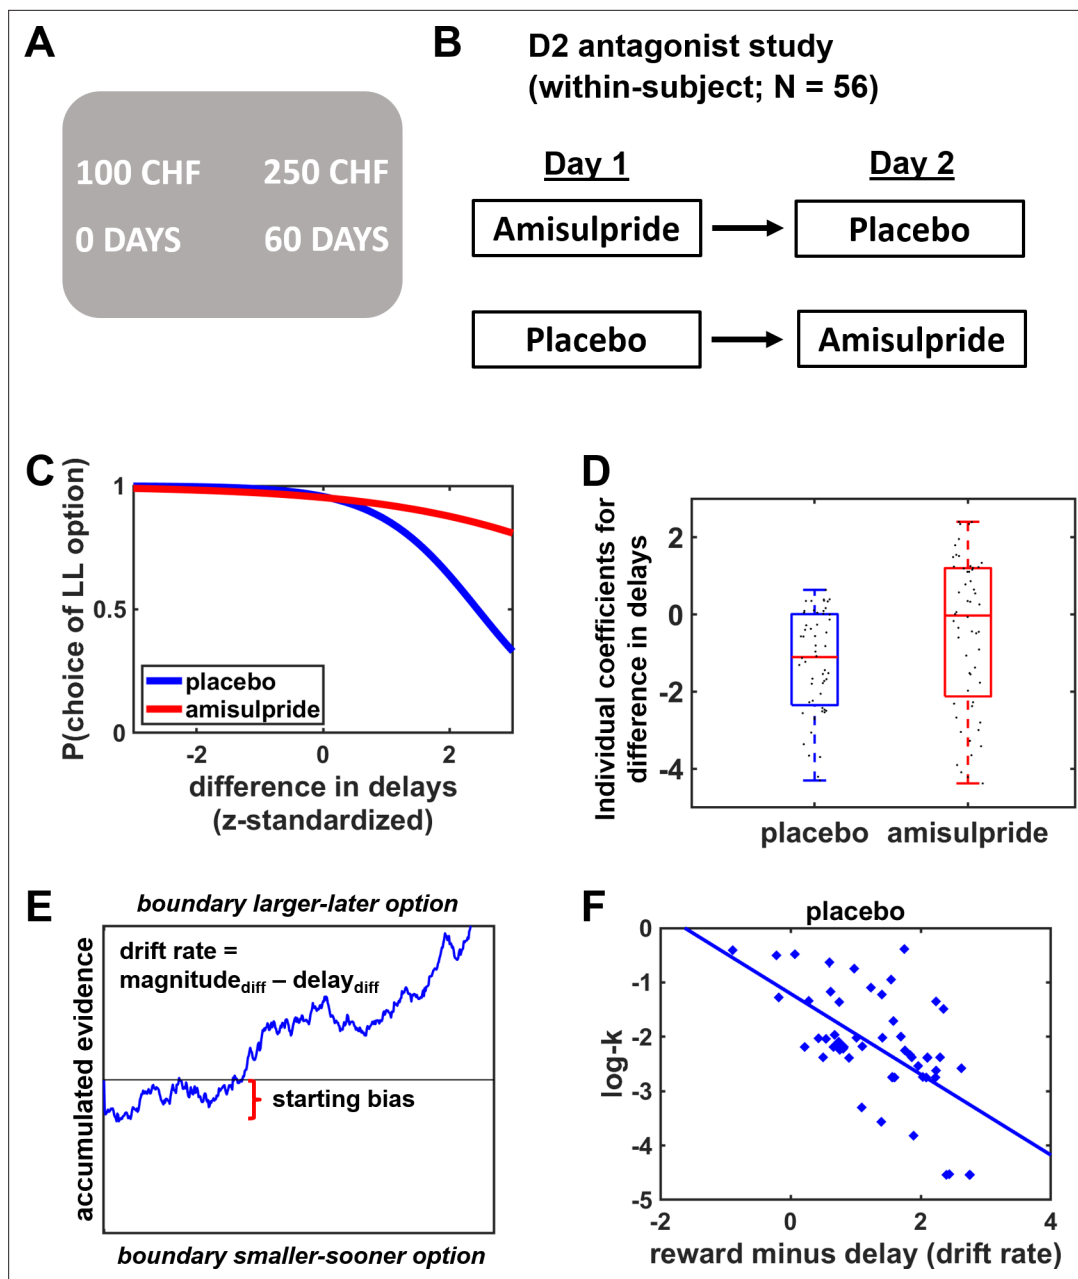 A
100 CHF 250 CHF
0 DAYS 60 DAYS
B
D2 antagonist study
(within-subject; N = 56)
Day 1 Day 2
Amisulpride Placebo
Placebo Amisulpride
C
P(choice of LL option)
1
0.5
0
placebo
amisulpride
-2 0 2
difference in delays
(z-standardized)
D
Individual coefficients for
difference in delays
2
0
-2
-4
placebo amisulpride
E
boundary larger-later option
accumulated evidence
drift rate =
magnitudediff – delaydiff
starting bias
boundary smaller-sooner option
F
placebo
log-k
0
-1
-2
-3
-4
-5
-2 0 2 4
reward minus delay (drift rate)